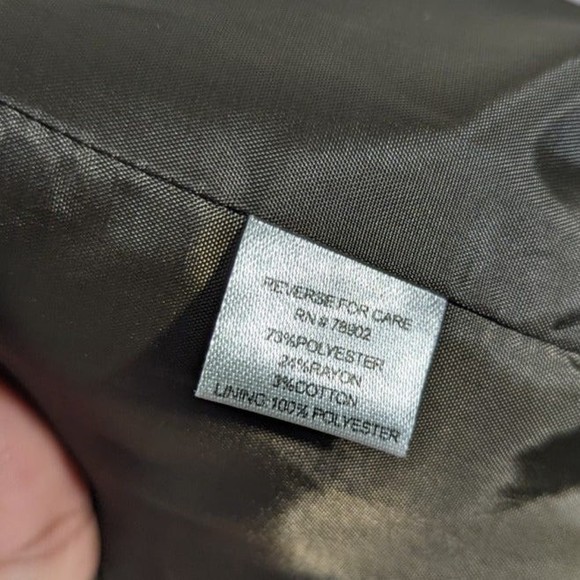 REVERSE FOR CARE
RN # 78902
73%POLYESTER
24%RAYON
3%COTTON
LINING:100% POLYESTER